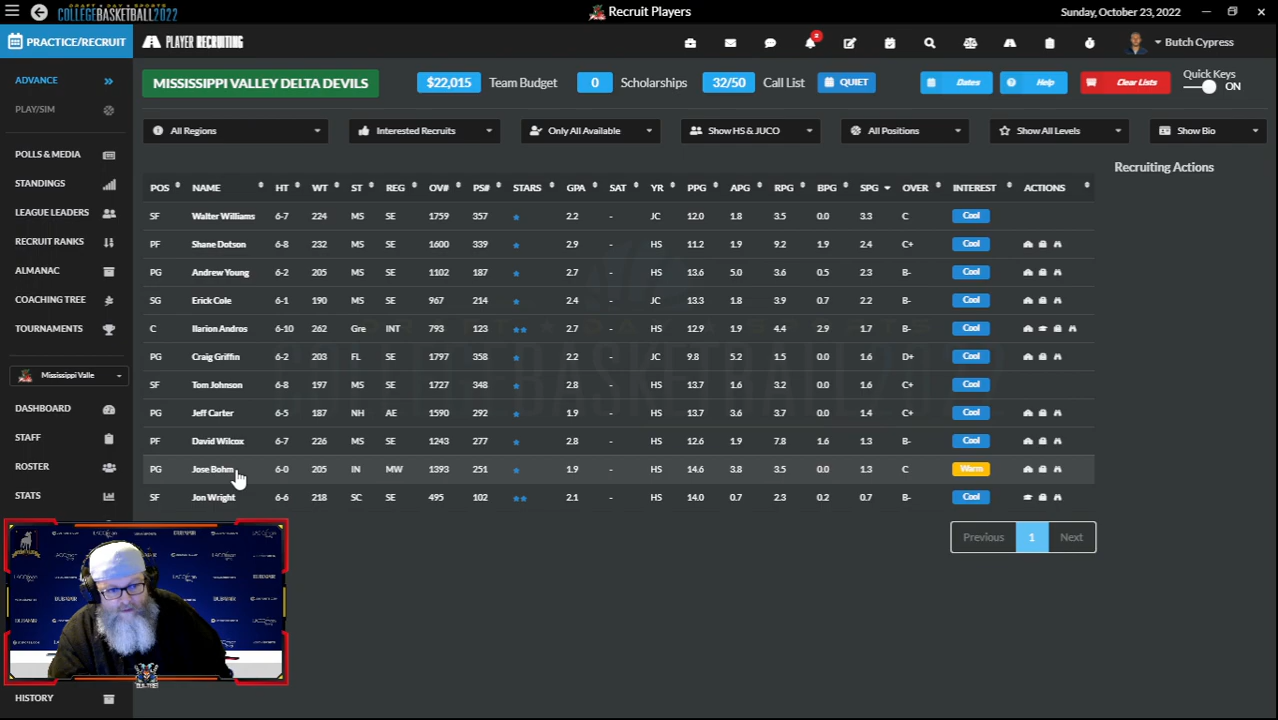 DRAFT DAY SPORTS
COLLEGE BASKETBALL 2022
Recruit Players
Sunday, October 23, 2022
PRACTICE/RECRUIT
PLAYER RECRUITING
2
Butch Cypress
ADVANCE
PLAY/SIM
MISSISSIPPI VALLEY DELTA DEVILS
$22,015 Team Budget
0 Scholarships
32/50 Call List
QUIET
Dates
Help
Clear Lists
Quick Keys
ON
All Regions
Interested Recruits
Only All Available
Show HS & JUCO
All Positions
Show All Levels
Show Bio
POLLS & MEDIA
STANDINGS
LEAGUE LEADERS
RECRUIT RANKS
ALMANAC
COACHING TREE
TOURNAMENTS
Mississippi Valle
DASHBOARD
STAFF
ROSTER
STATS
HISTORY
Recruiting Actions
POS NAME HT WT ST REG OV# PS# STARS GPA SAT YR PPG APG RPG BPG SPG OVER INTEREST ACTIONS
SF Walter Williams 6-7 224 MS SE 1759 357 2.2 - JC 12.0 1.8 3.5 0.0 3.3 C Cool
PF Shane Dotson 6-8 232 MS SE 1600 339 2.9 - HS 11.2 1.9 9.2 1.9 2.4 C+ Cool
PG Andrew Young 6-2 205 MS SE 1102 187 2.7 - HS 13.6 5.0 3.6 0.5 2.3 B- Cool
SG Erick Cole 6-1 190 MS SE 967 214 2.4 - JC 13.3 1.8 3.9 0.7 2.2 B- Cool
C Ilarion Andros 6-10 262 Gre INT 793 123 2.7 - HS 12.9 1.9 4.4 2.9 1.7 B- Cool
PG Craig Griffin 6-2 203 FL SE 1797 358 2.2 - JC 9.8 5.2 1.5 0.0 1.6 D+ Cool
SF Tom Johnson 6-8 197 MS SE 1727 348 2.8 - HS 13.7 1.6 3.2 0.0 1.6 C+ Cool
PG Jeff Carter 6-5 187 NH AE 1590 292 1.9 - HS 13.7 3.6 3.7 0.0 1.4 C+ Cool
PF David Wilcox 6-7 226 MS SE 1243 277 2.8 - HS 12.6 1.9 7.8 1.6 1.3 B- Cool
PG Jose Bohm 6-0 205 IN MW 1393 251 1.9 - HS 14.6 3.8 3.5 0.0 1.3 C Warm
SF Jon Wright 6-6 218 SC SE 495 102 2.1 - HS 14.0 0.7 2.3 0.2 0.7 B- Cool
Previous 1 Next